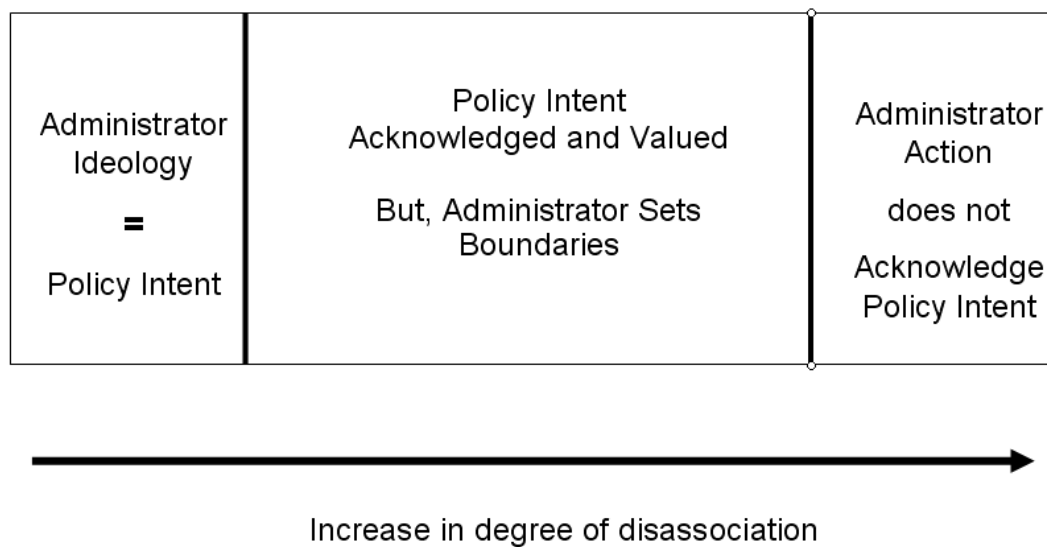 Administrator
Ideology
=
Policy Intent
Policy Intent
Acknowledged and Valued
But, Administrator Sets
Boundaries
Administrator
Action
does not
Acknowledge
Policy Intent
Increase in degree of disassociation